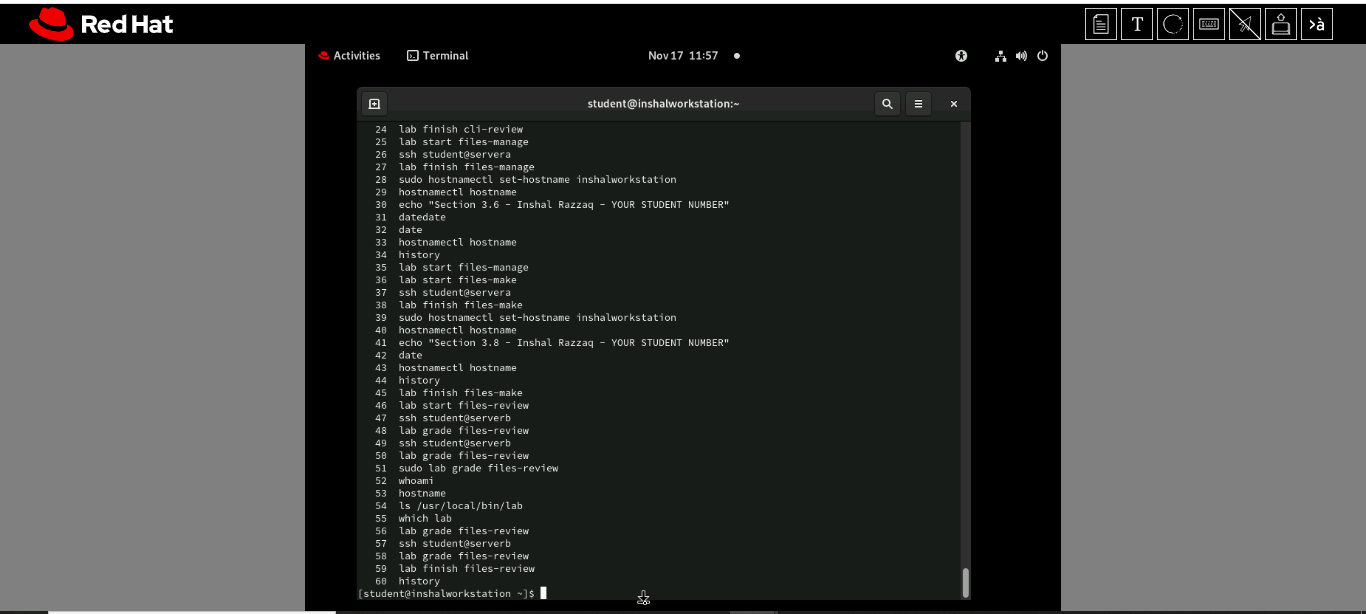 Red Hat
T
>à
Activities Terminal Nov 17 11:57
student@inshalworkstation:~
24 lab finish cli-review
25 lab start files-manage
26 ssh student@servera
27 lab finish files-manage
28 sudo hostnamectl set-hostname inshalworkstation
29 hostnamectl hostname
30 echo "Section 3.6 - Inshal Razzaq - YOUR STUDENT NUMBER"
31 datedate
32 date
33 hostnamectl hostname
34 history
35 lab start files-manage
36 lab start files-make
37 ssh student@servera
38 lab finish files-make
39 sudo hostnamectl set-hostname inshalworkstation
40 hostnamectl hostname
41 echo "Section 3.8 - Inshal Razzaq - YOUR STUDENT NUMBER"
42 date
43 hostnamectl hostname
44 history
45 lab finish files-make
46 lab start files-review
47 ssh student@serverb
48 lab grade files-review
49 ssh student@serverb
50 lab grade files-review
51 sudo lab grade files-review
52 whoami
53 hostname
54 ls /usr/local/bin/lab
55 which lab
56 lab grade files-review
57 ssh student@serverb
58 lab grade files-review
59 lab finish files-review
60 history
[student@inshalworkstation ~]$